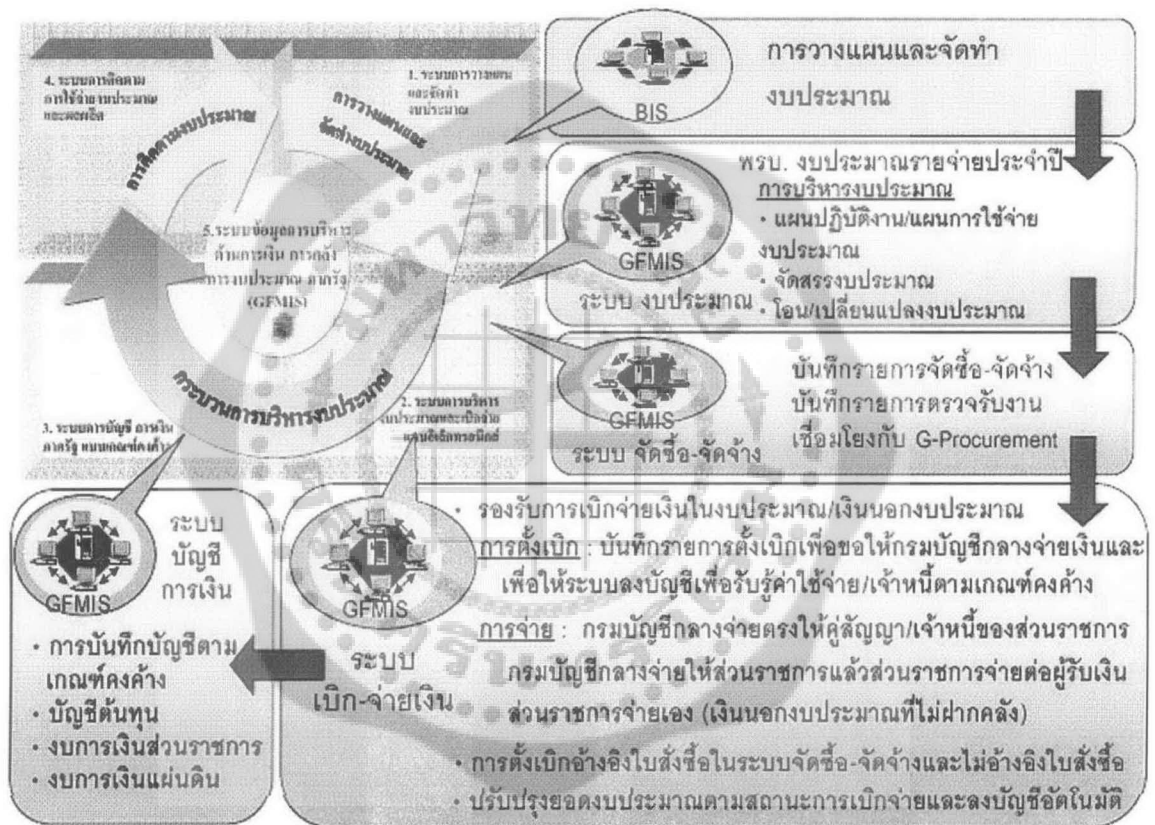 4. ระบบการติดตาม
การใช้จ่ายงบประมาณ
และผลผลิต
1. ระบบการวางแผน
และจัดทำ
งบประมาณ
การติดตามงบประมาณ
การวางแผนและ
จัดทำงบประมาณ
5.ระบบข้อมูลการบริหาร
ด้านการเงิน การคลัง
การงบประมาณ ภาครัฐ
(GFMIS)
กระบวนการบริหารงบประมาณ
3. ระบบการบัญชี การเงิน
ภาครัฐ แบบเกณฑ์คงค้าง
2. ระบบการบริหาร
งบประมาณและเบิกจ่าย
แบบอิเล็กทรอนิกส์
BIS
การวางแผนและจัดทำ
งบประมาณ
GFMIS
ระบบ งบประมาณ
พรบ. งบประมาณรายจ่ายประจำปี
การบริหารงบประมาณ
• แผนปฏิบัติงาน/แผนการใช้จ่าย
งบประมาณ
• จัดสรรงบประมาณ
• โอน/เปลี่ยนแปลงงบประมาณ
GFMIS
ระบบ จัดซื้อ-จัดจ้าง
บันทึกรายการจัดซื้อ-จัดจ้าง
บันทึกรายการตรวจรับงาน
เชื่อมโยงกับ G-Procurement
GFMIS
ระบบ
เบิก-จ่ายเงิน
• รองรับการเบิกจ่ายเงินในงบประมาณ/เงินนอกงบประมาณ
การตั้งเบิก : บันทึกรายการตั้งเบิกเพื่อขอให้กรมบัญชีกลางจ่ายเงินและ
เพื่อให้ระบบลงบัญชีเพื่อรับรู้ค่าใช้จ่าย/เจ้าหนี้ตามเกณฑ์คงค้าง
การจ่าย : กรมบัญชีกลางจ่ายตรงให้คู่สัญญา/เจ้าหนี้ของส่วนราชการ
กรมบัญชีกลางจ่ายให้ส่วนราชการแล้วส่วนราชการจ่ายต่อผู้รับเงิน
ส่วนราชการจ่ายเอง (เงินนอกงบประมาณที่ไม่ฝากคลัง)
• การตั้งเบิกอ้างอิงใบสั่งซื้อในระบบจัดซื้อ-จัดจ้างและไม่อ้างอิงใบสั่งซื้อ
• ปรับปรุงยอดงบประมาณตามสถานะการเบิกจ่ายและลงบัญชีอัตโนมัติ
GFMIS
ระบบ
บัญชี
การเงิน
• การบันทึกบัญชีตาม
เกณฑ์คงค้าง
• บัญชีต้นทุน
• งบการเงินส่วนราชการ
• งบการเงินแผ่นดิน